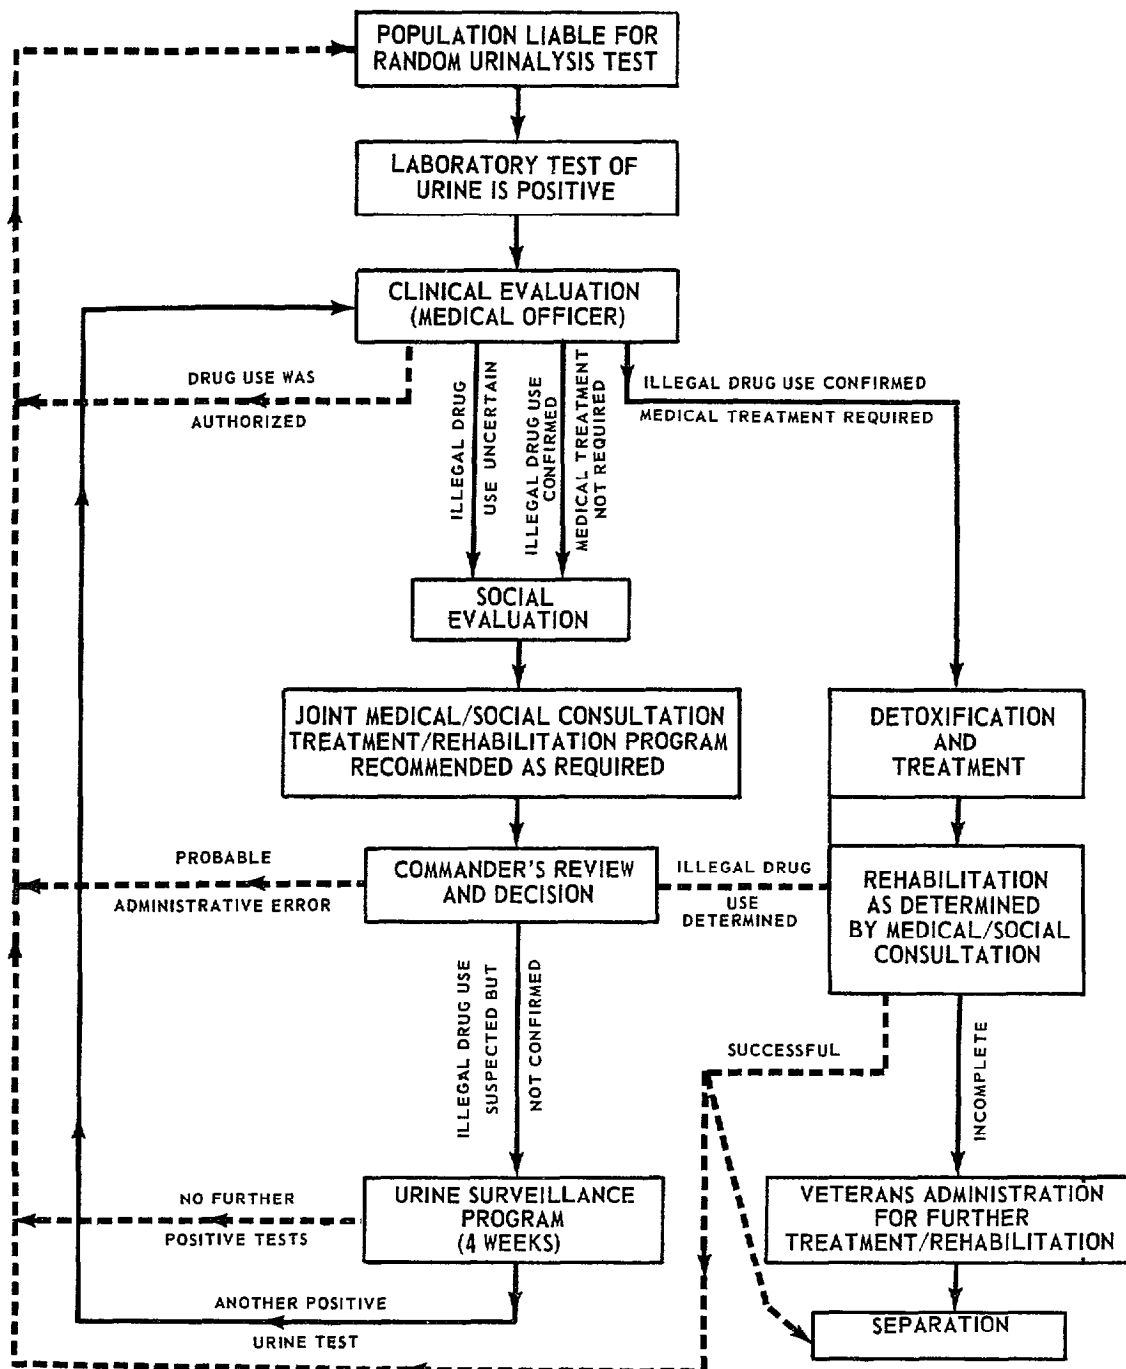 POPULATION LIABLE FOR
RANDOM URINALYSIS TEST
LABORATORY TEST OF
URINE IS POSITIVE
CLINICAL EVALUATION
(MEDICAL OFFICER)
DRUG USE WAS
AUTHORIZED
ILLEGAL DRUG
USE UNCERTAIN
ILLEGAL DRUG USE
CONFIRMED
MEDICAL TREATMENT
NOT REQUIRED
ILLEGAL DRUG USE CONFIRMED
MEDICAL TREATMENT REQUIRED
SOCIAL
EVALUATION
JOINT MEDICAL/SOCIAL CONSULTATION
TREATMENT/REHABILITATION PROGRAM
RECOMMENDED AS REQUIRED
DETOXIFICATION
AND
TREATMENT
PROBABLE
ADMINISTRATIVE ERROR
COMMANDER'S REVIEW
AND DECISION
ILLEGAL DRUG
USE
DETERMINED
REHABILITATION
AS DETERMINED
BY MEDICAL/SOCIAL
CONSULTATION
ILLEGAL DRUG USE
SUSPECTED BUT
NOT CONFIRMED
SUCCESSFUL
INCOMPLETE
NO FURTHER
POSITIVE TESTS
URINE SURVEILLANCE
PROGRAM
(4 WEEKS)
VETERANS ADMINISTRATION
FOR FURTHER
TREATMENT/REHABILITATION
ANOTHER POSITIVE
URINE TEST
SEPARATION